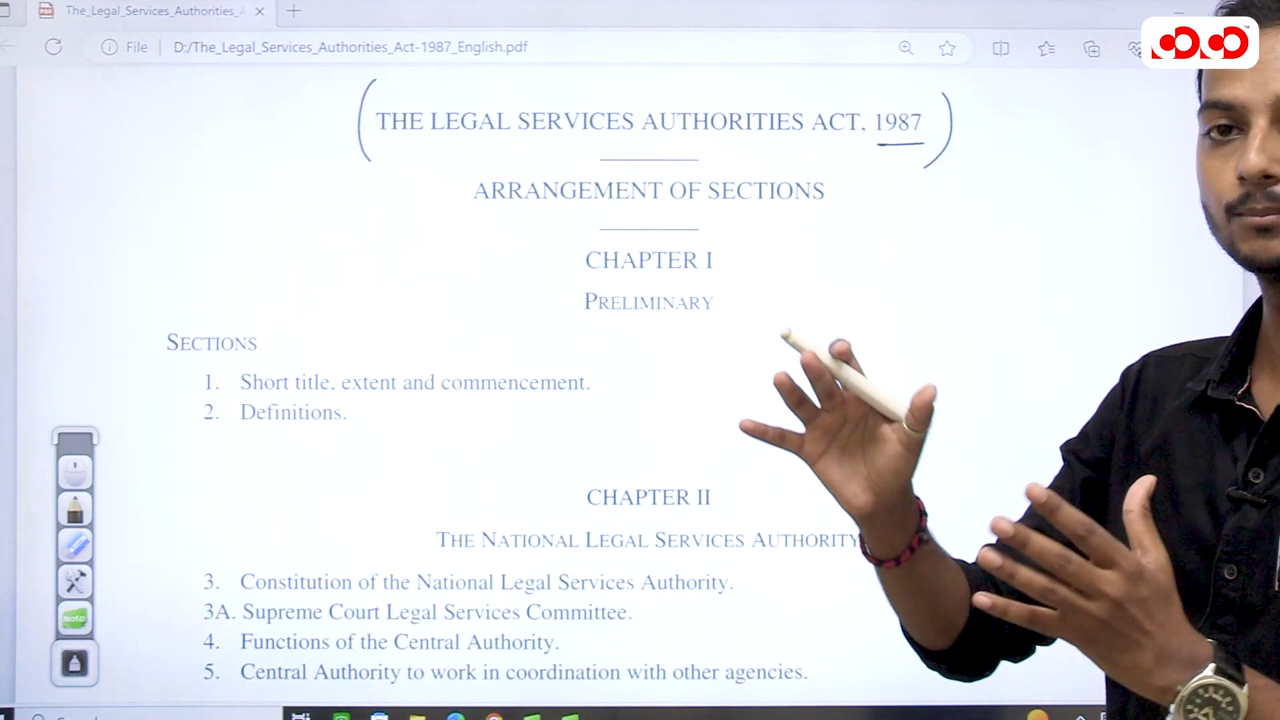 The_Legal_Services_Authorities_A
File
D:/The_Legal_Services_Authorities_Act-1987_English.pdf
THE LEGAL SERVICES AUTHORITIES ACT, 1987
ARRANGEMENT OF SECTIONS
CHAPTER I
PRELIMINARY
SECTIONS
1. Short title, extent and commencement.
2. Definitions.
CHAPTER II
THE NATIONAL LEGAL SERVICES AUTHORITY
3. Constitution of the National Legal Services Authority.
3A. Supreme Court Legal Services Committee.
4. Functions of the Central Authority.
5. Central Authority to work in coordination with other agencies.
Note